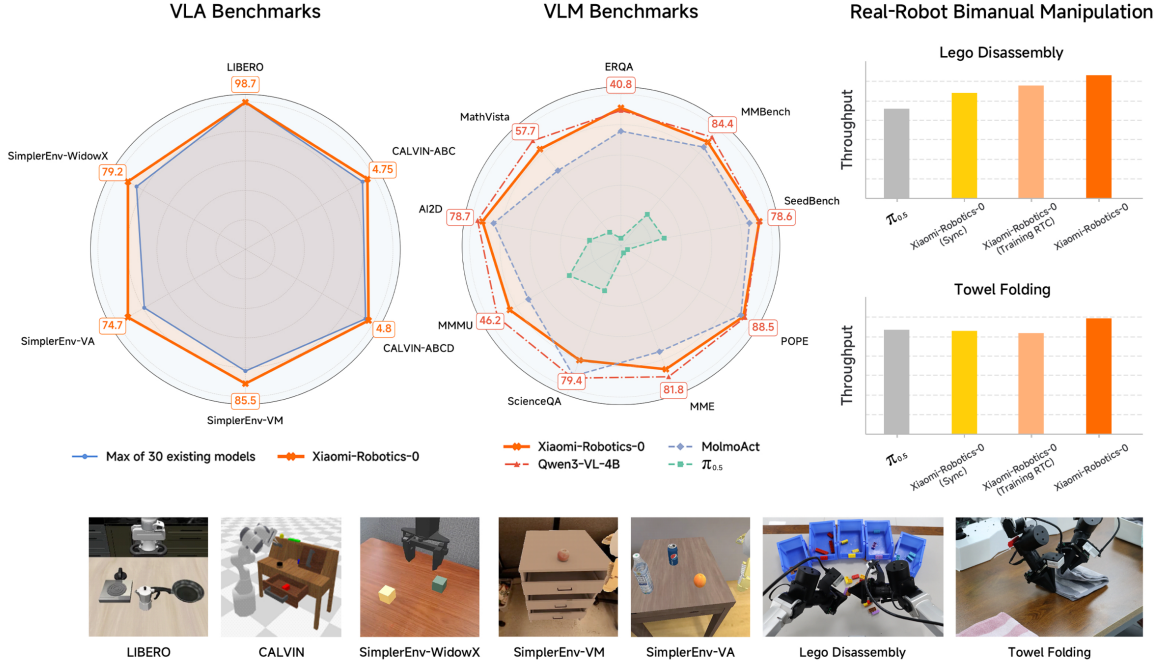 VLA Benchmarks
LIBERO
98.7
CALVIN-ABC
4.75
SimplerEnv-WidowX
79.2
74.7
SimplerEnv-VA
4.8
CALVIN-ABCD
85.5
SimplerEnv-VM
Max of 30 existing models
Xiaomi-Robotics-0
VLM Benchmarks
ERQA
40.8
MathVista
57.7
MMBench
84.4
AI2D
78.7
SeedBench
78.6
MMMU
46.2
88.5
POPE
ScienceQA
79.4
81.8
MME
Xiaomi-Robotics-0
Qwen3-VL-4B
MolmoAct
π0.5
Real-Robot Bimanual Manipulation
Lego Disassembly
Throughput
π0.5
Xiaomi-Robotics-0
(Sync)
Xiaomi-Robotics-0
(Training RTC)
Xiaomi-Robotics-0
Towel Folding
Throughput
π0.5
Xiaomi-Robotics-0
(Sync)
Xiaomi-Robotics-0
(Training RTC)
Xiaomi-Robotics-0
LIBERO
CALVIN
SimplerEnv-WidowX
SimplerEnv-VM
SimplerEnv-VA
Lego Disassembly
Towel Folding